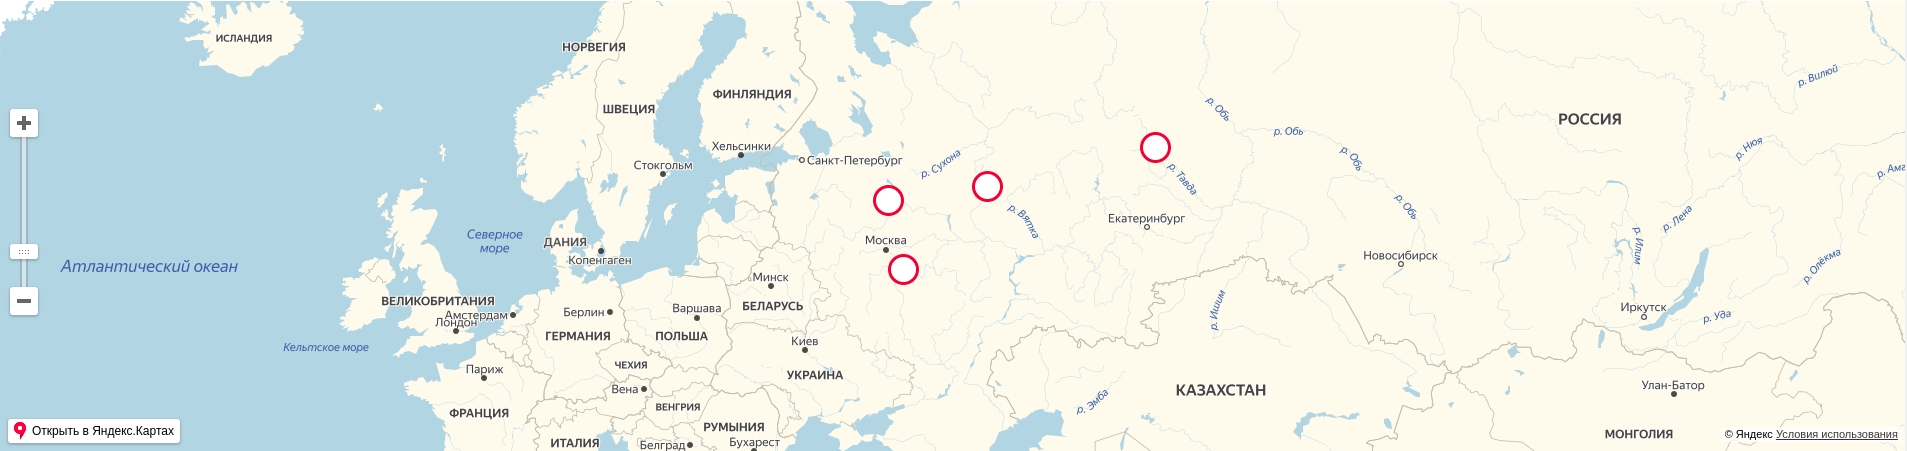 ИСЛАНДИЯ
НОРВЕГИЯ
р. Вилюй
ФИНЛЯНДИЯ
ШВЕЦИЯ
р. Обь
РОССИЯ
р. Обь
Хельсинки
р. Нюя
Санкт-Петербург
р. Обь
Стокгольм
р. Сухона
р. Тавда
р. Амга
р. Обь
р. Вятка
Екатеринбург
р. Лена
Северное
море
ДАНИЯ
Москва
р. Илим
Копенгаген
Новосибирск
Атлантический океан
р. Олёкма
Минск
ВЕЛИКОБРИТАНИЯ
БЕЛАРУСЬ
р. Ишим
Иркутск
Амстердам
Берлин
Варшава
р. Уда
Лондон
ГЕРМАНИЯ
ПОЛЬША
Кельтское море
Киев
Париж
ЧЕХИЯ
УКРАИНА
Вена
КАЗАХСТАН
Улан-Батор
р. Эмба
ФРАНЦИЯ
ВЕНГРИЯ
Открыть в Яндекс.Картах
РУМЫНИЯ
МОНГОЛИЯ
© Яндекс Условия использования
ИТАЛИЯ
Белград
Бухарест